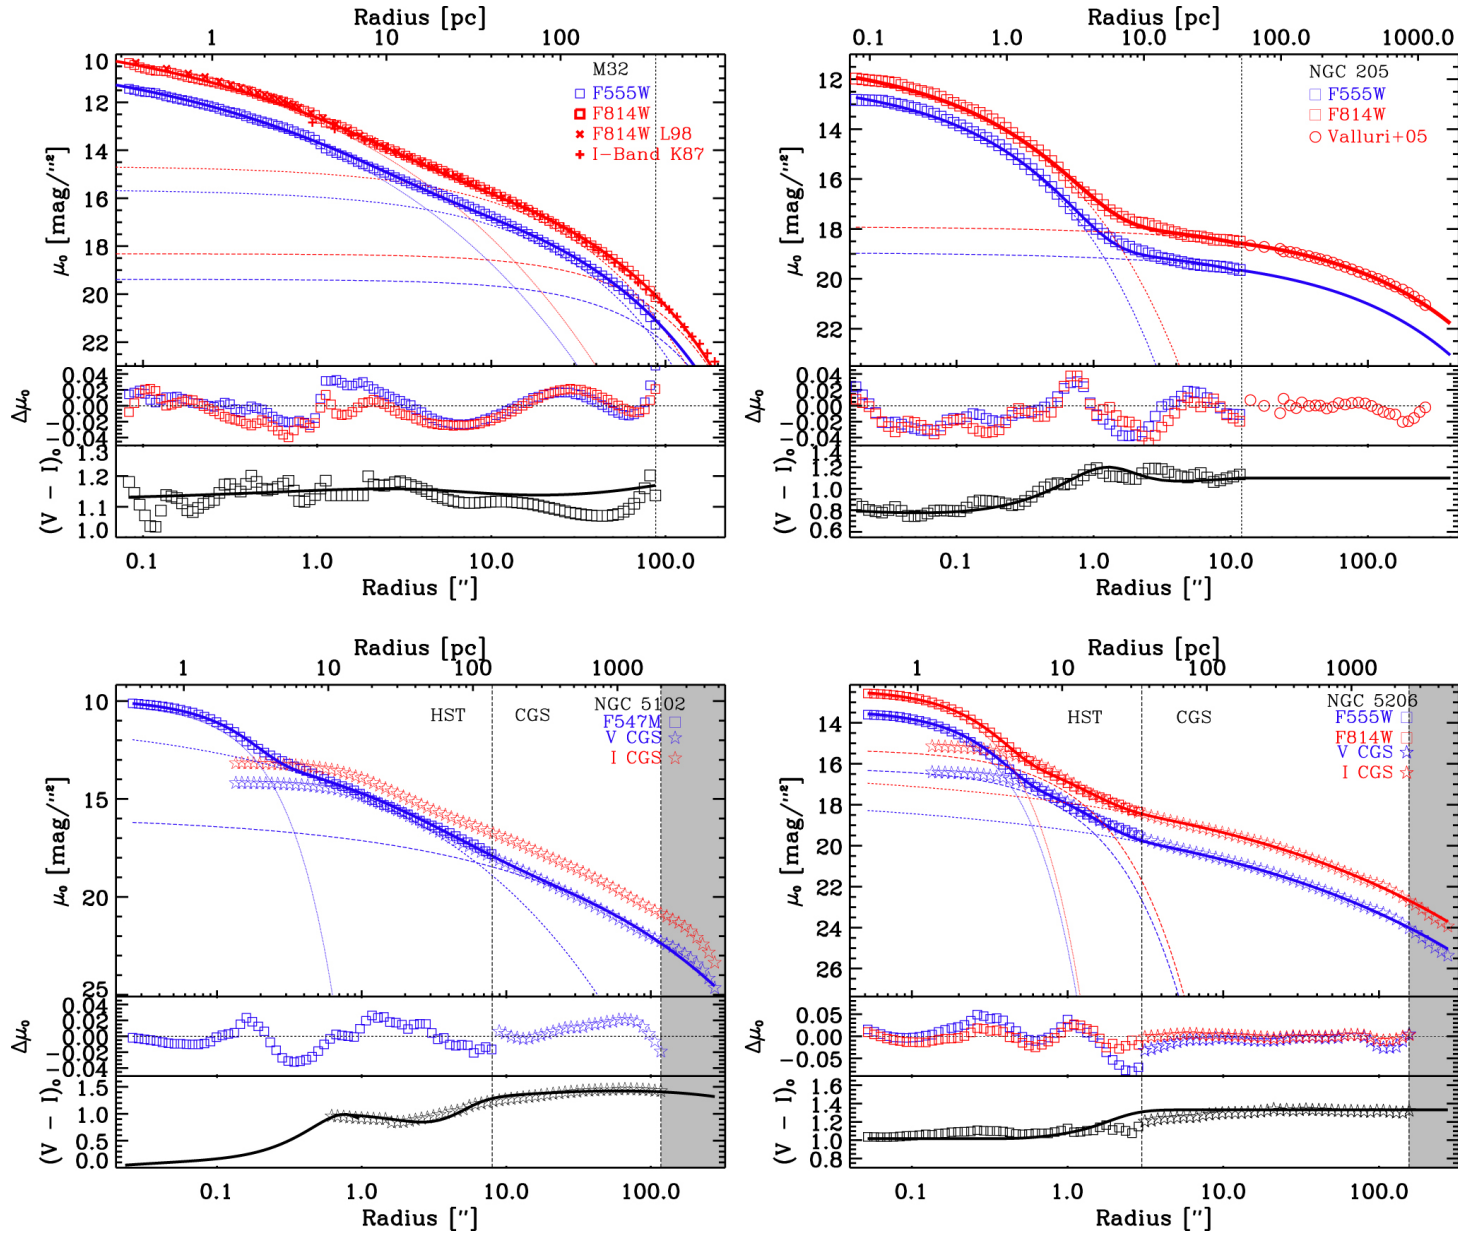 Radius [pc]
1 10 100
M32
F555W
F814W
F814W L98
I-Band K87
μ₀ [mag/"²]
10
12
14
16
18
20
22
Δμ₀
0.04
0.02
0.00
-0.02
-0.04
(V - I)₀
1.3
1.2
1.1
1.0
0.1 1.0 10.0 100.0
Radius ["]
Radius [pc]
0.1 1.0 10.0 100.0 1000.0
NGC 205
F555W
F814W
Valluri+05
μ₀ [mag/"²]
12
14
16
18
20
22
Δμ₀
0.04
0.02
0.00
-0.02
-0.04
(V - I)₀
1.4
1.2
1.0
0.8
0.6
0.1 1.0 10.0 100.0
Radius ["]
Radius [pc]
1 10 100 1000
HST CGS
NGC 5102
F547M
V CGS
I CGS
μ₀ [mag/"²]
10
15
20
25
Δμ₀
0.04
0.02
0.00
-0.02
-0.04
(V - I)₀
1.5
1.0
0.5
0.0
0.1 1.0 10.0 100.0
Radius ["]
Radius [pc]
1 10 100 1000
HST CGS
NGC 5206
F555W
F814W
V CGS
I CGS
μ₀ [mag/"²]
14
16
18
20
22
24
26
Δμ₀
0.05
0.00
-0.05
(V - I)₀
1.6
1.4
1.2
1.0
0.8
0.1 1.0 10.0 100.0
Radius ["]